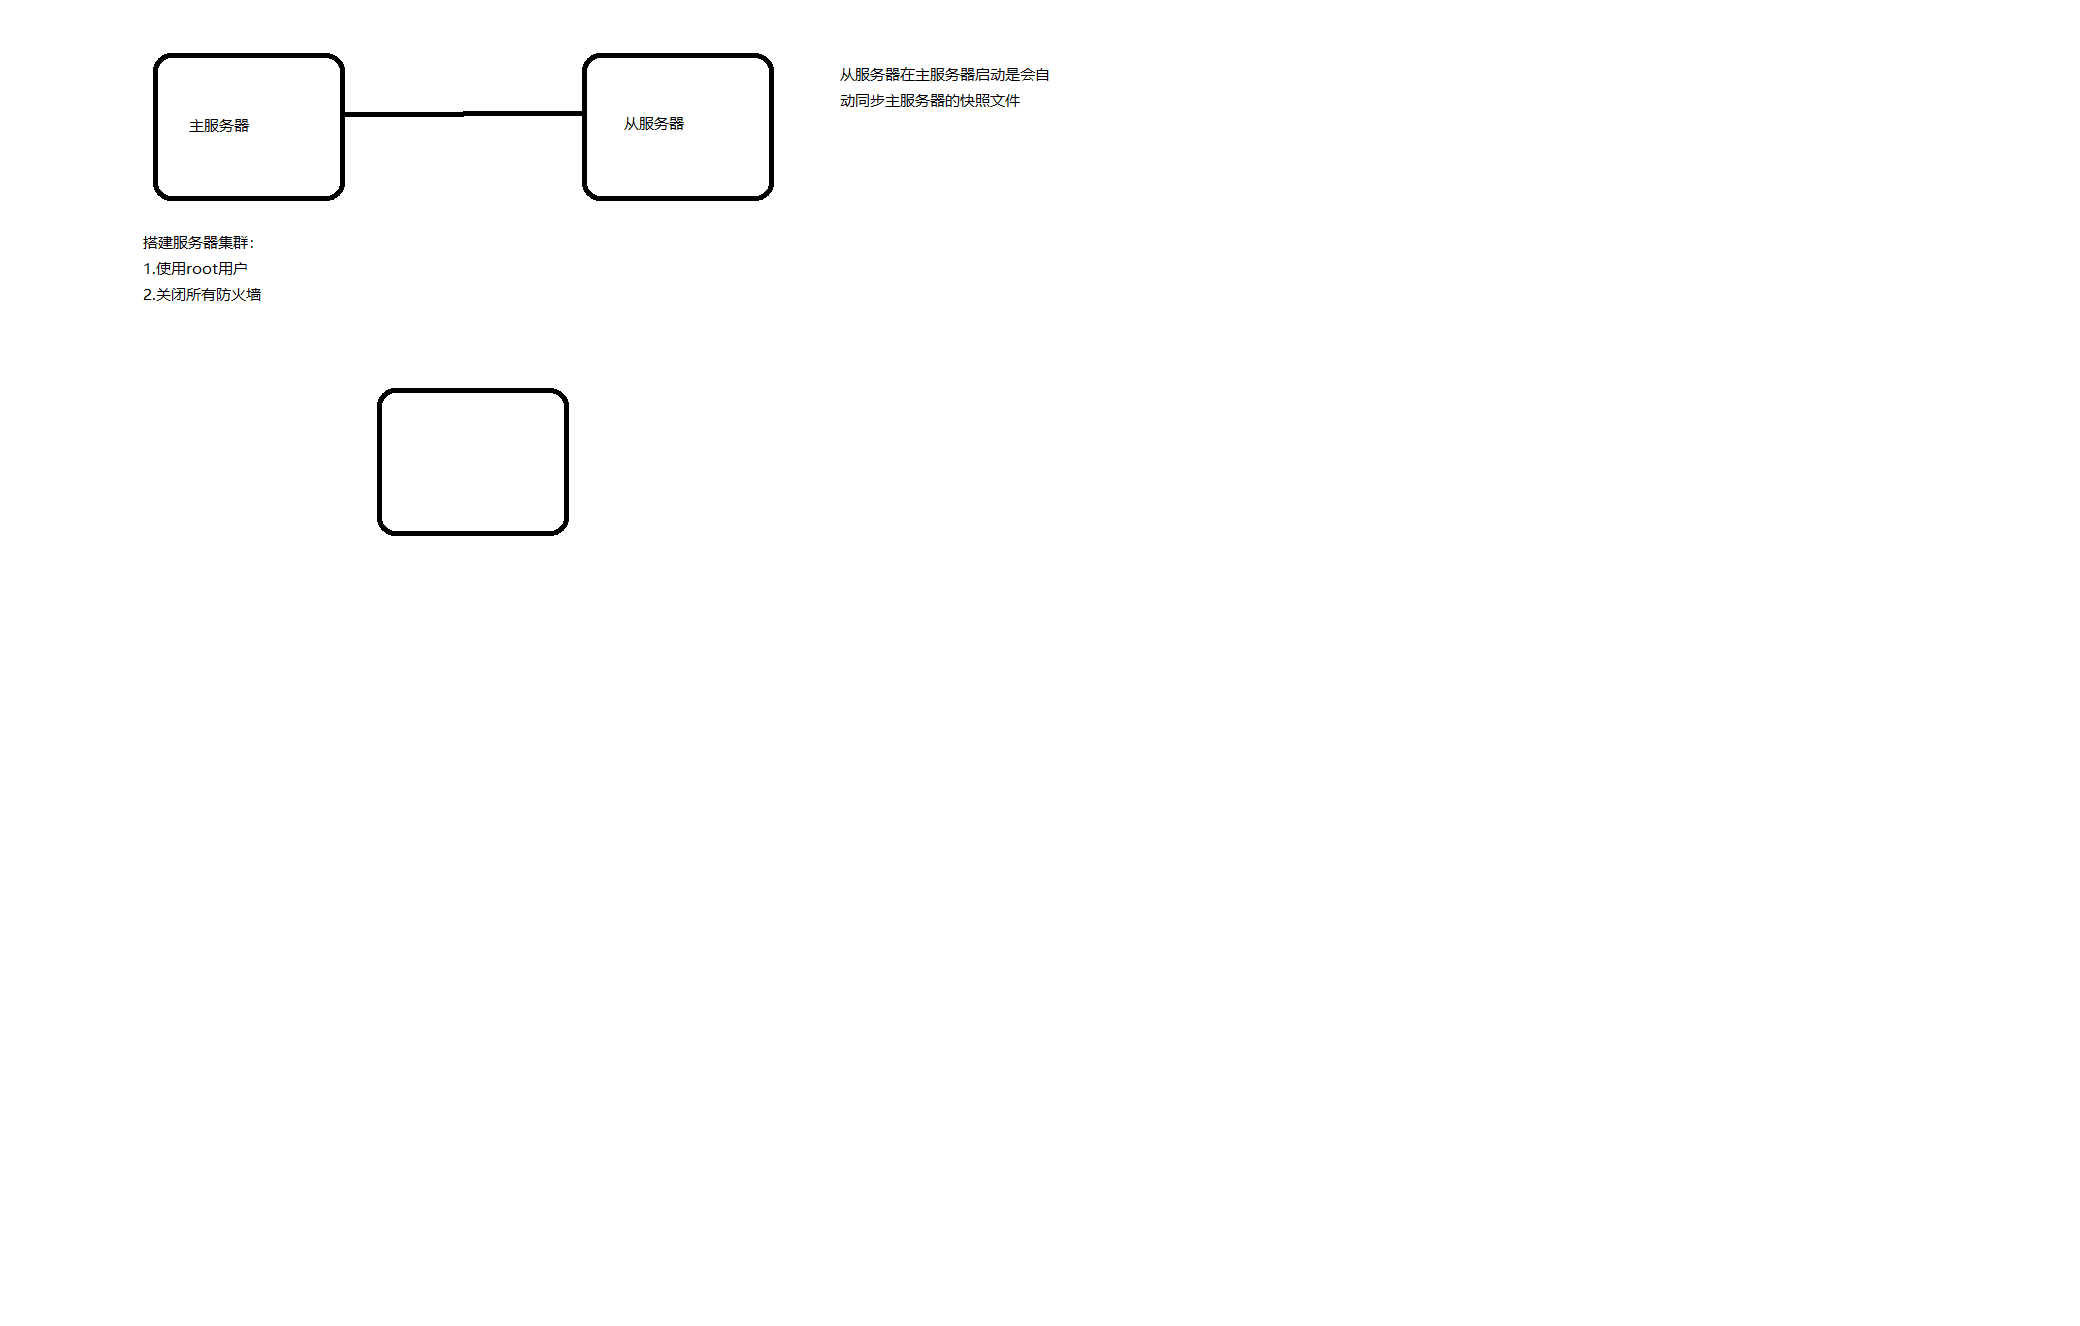 主服务器
从服务器
从服务器在主服务器启动是会自
动同步主服务器的快照文件
搭建服务器集群：
1.使用root用户
2.关闭所有防火墙